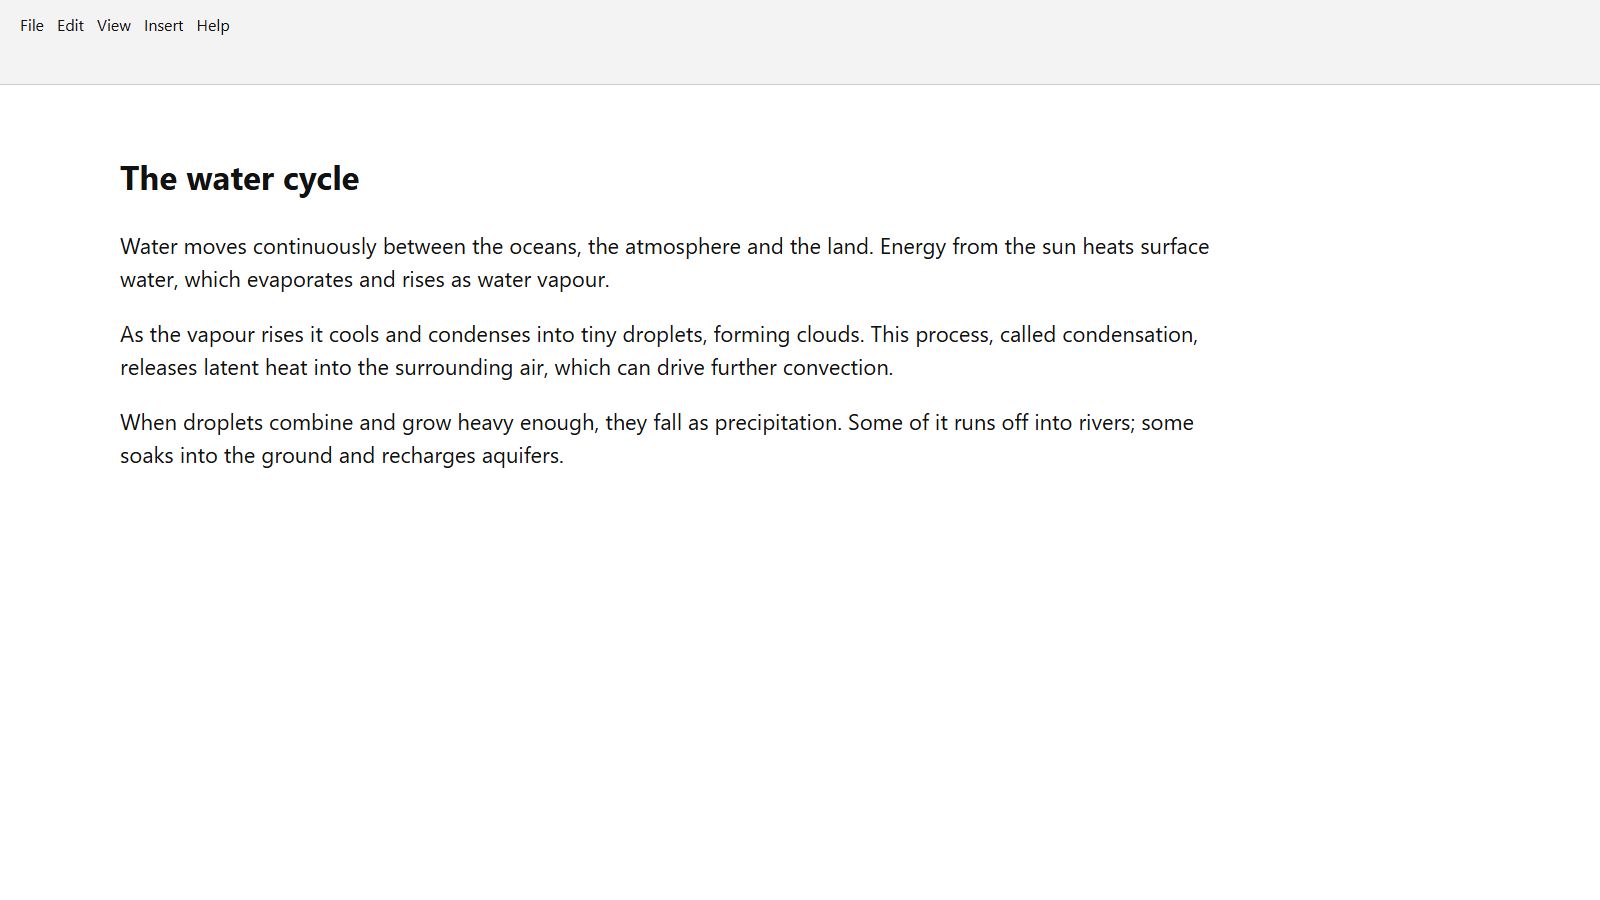 File Edit View Insert Help
The water cycle
Water moves continuously between the oceans, the atmosphere and the land. Energy from the sun heats surface
water, which evaporates and rises as water vapour.
As the vapour rises it cools and condenses into tiny droplets, forming clouds. This process, called condensation,
releases latent heat into the surrounding air, which can drive further convection.
When droplets combine and grow heavy enough, they fall as precipitation. Some of it runs off into rivers; some
soaks into the ground and recharges aquifers.